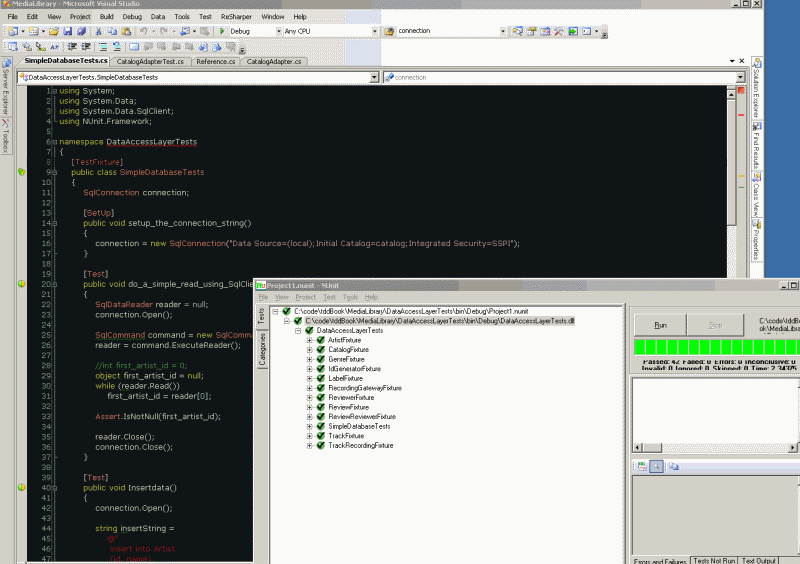 MediaLibrary - Microsoft Visual Studio
File Edit View Project Build Debug Data Tools Test ReSharper Window Help
Debug Any CPU connection
SimpleDatabaseTests.cs CatalogAdapterTest.cs Reference.cs CatalogAdapter.cs
DataAccessLayerTests.SimpleDatabaseTests connection
Server Explorer
Toolbox
Solution Explorer
Find Results
Class View
Properties
1 using System;
2 using System.Data;
3 using System.Data.SqlClient;
4 using NUnit.Framework;
5
6 namespace DataAccessLayerTests
7 {
8 [TestFixture]
9 public class SimpleDatabaseTests
10 {
11 SqlConnection connection;
12
13 [SetUp]
14 public void setup_the_connection_string()
15 {
16 connection = new SqlConnection("Data Source=(local);Initial Catalog=catalog;Integrated Security=SSPI");
17 }
18
19 [Test]
20 public void do_a_simple_read_using_SqlClie
21 {
22 SqlDataReader reader = null;
23 connection.Open();
24
25 SqlCommand command = new SqlComma
26 reader = command.ExecuteReader();
27
28 //int first_artist_id = 0;
29 object first_artist_id = null;
30 while (reader.Read())
31 first_artist_id = reader[0];
32
33 Assert.IsNotNull(first_artist_id);
34
35 reader.Close();
36 connection.Close();
37 }
38
39 [Test]
40 public void Insertdata()
41 {
42 connection.Open();
43
44 string insertString =
45 @"
46 insert into Artist
47 (id, name)
Project1.nunit - NUnit
File View Project Test Tools Help
Tests
Categories
C:\code\tddBook\MediaLibrary\DataAccessLayerTests\bin\Debug\Project1.nunit
C:\code\tddBook\MediaLibrary\DataAccessLayerTests\bin\Debug\DataAccessLayerTests.dll
DataAccessLayerTests
ArtistFixture
CatalogFixture
GenreFixture
IdGeneratorFixture
LabelFixture
RecordingGatewayFixture
ReviewerFixture
ReviewFixture
ReviewReviewerFixture
SimpleDatabaseTests
TrackFixture
TrackRecordingFixture
Run Stop
C:\code\tddBo
ok\MediaLibra
Passed: 42 Failed: 0 Errors: 0 Inconclusive: 0
Invalid: 0 Ignored: 0 Skipped: 0 Time: 2.34375
Errors and Failures Tests Not Run Text Output